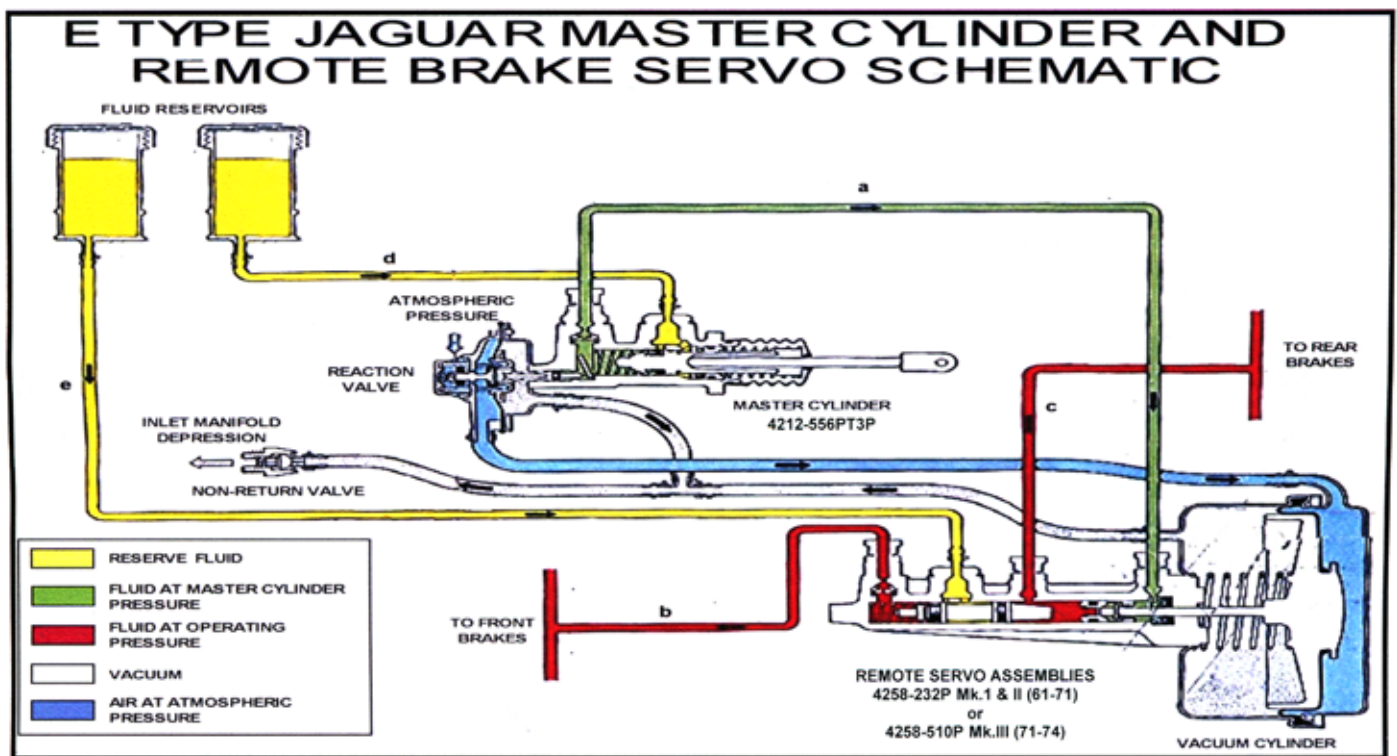 E TYPE JAGUAR MASTER CYLINDER AND
REMOTE BRAKE SERVO SCHEMATIC
FLUID RESERVOIRS
a
d
ATMOSPHERIC
PRESSURE
REACTION
VALVE
TO REAR
BRAKES
e
c
MASTER CYLINDER
4212-556PT3P
INLET MANIFOLD
DEPRESSION
NON-RETURN VALVE
RESERVE FLUID
FLUID AT MASTER CYLINDER
PRESSURE
FLUID AT OPERATING
PRESSURE
VACUUM
AIR AT ATMOSPHERIC
PRESSURE
b
TO FRONT
BRAKES
REMOTE SERVO ASSEMBLIES
4258-232P Mk.1 & II (61-71)
or
4258-510P Mk.III (71-74)
VACUUM CYLINDER